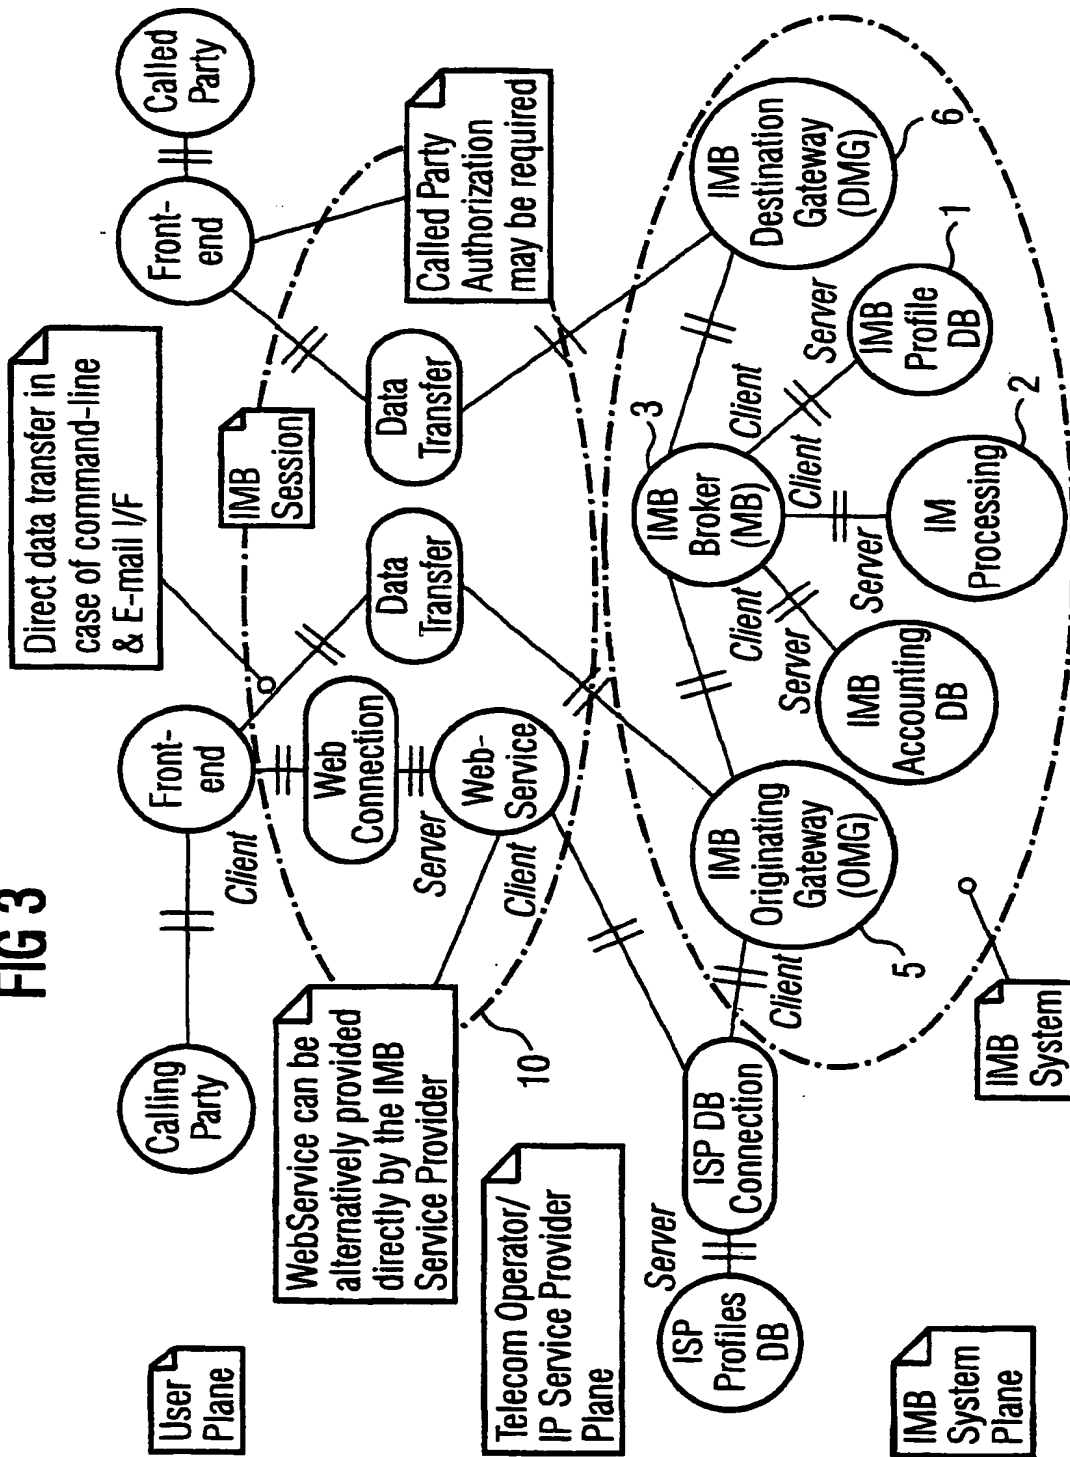 FIG 3
User
Plane
Calling
Party
Front-
end
Client
Direct data transfer in
case of command-line
& E-mail I/F
Front-
end
Called
Party
WebService can be
alternatively provided
directly by the IMB
Service Provider
10
Web
Connection
Server
Web-
Service
Client
IMB
Session
Data
Transfer
Data
Transfer
Called Party
Authorization
may be required
Telecom Operator/
IP Service Provider
Plane
ISP
Profiles
DB
Server
ISP DB
Connection
Client
IMB
Originating
Gateway
(OMG)
5
IMB
Broker
(MB)
3
Client
Server
IMB
Accounting
DB
Client
Server
IM
Processing
2
Client
Server
IMB
Profile
DB
1
IMB
Destination
Gateway
(DMG)
6
IMB
System
Plane
IMB
System